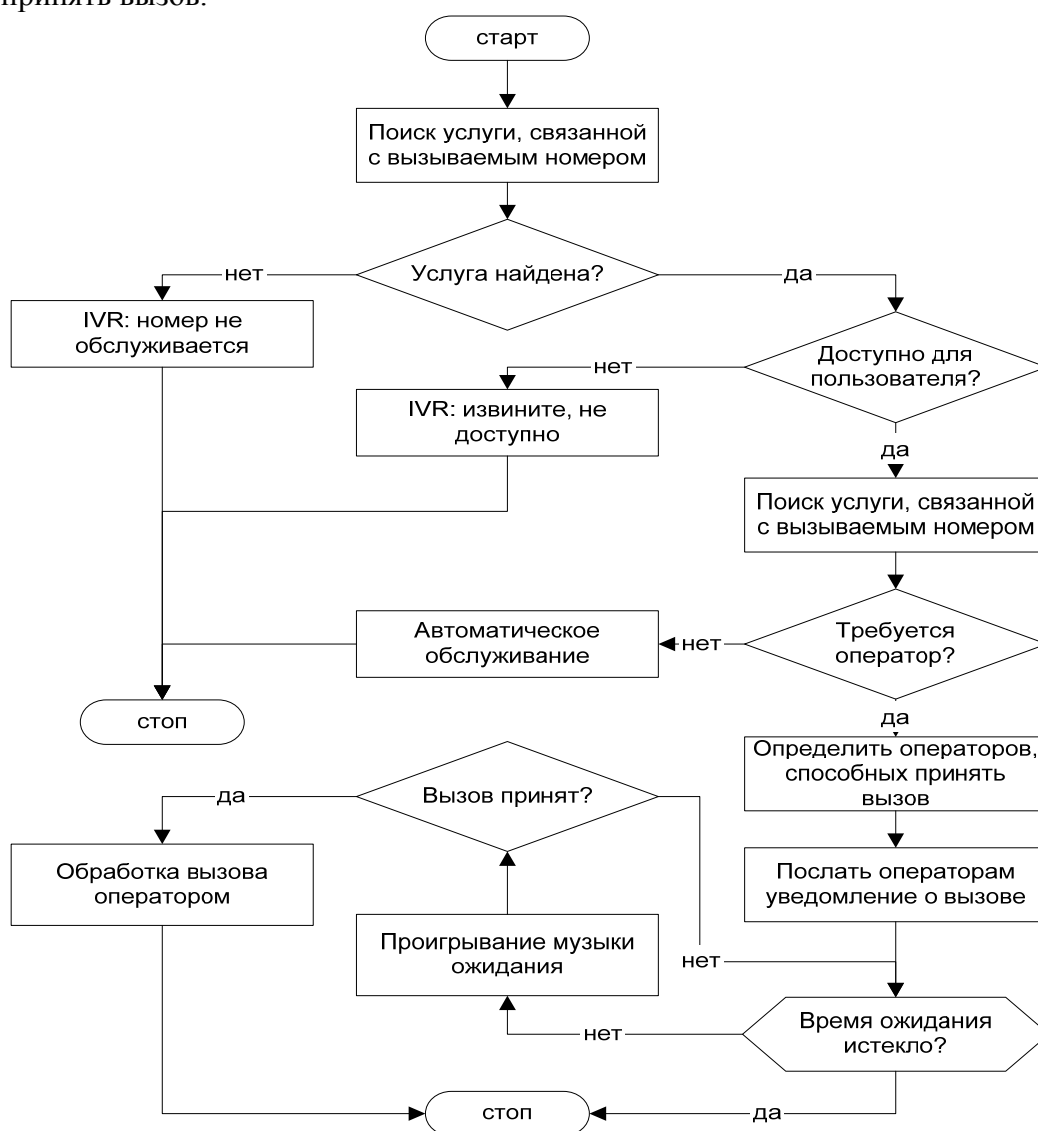 принять вызов.
старт
Поиск услуги, связанной
с вызываемым номером
Услуга найдена?
нет
да
IVR: номер не
обслуживается
Доступно для
пользователя?
нет
IVR: извините, не
доступно
да
Поиск услуги, связанной
с вызываемым номером
Требуется
оператор?
нет
Автоматическое
обслуживание
стоп
да
Определить операторов,
способных принять
вызов
Вызов принят?
да
Обработка вызова
оператором
Послать операторам
уведомление о вызове
Проигрывание музыки
ожидания
нет
Время ожидания
истекло?
нет
да
стоп